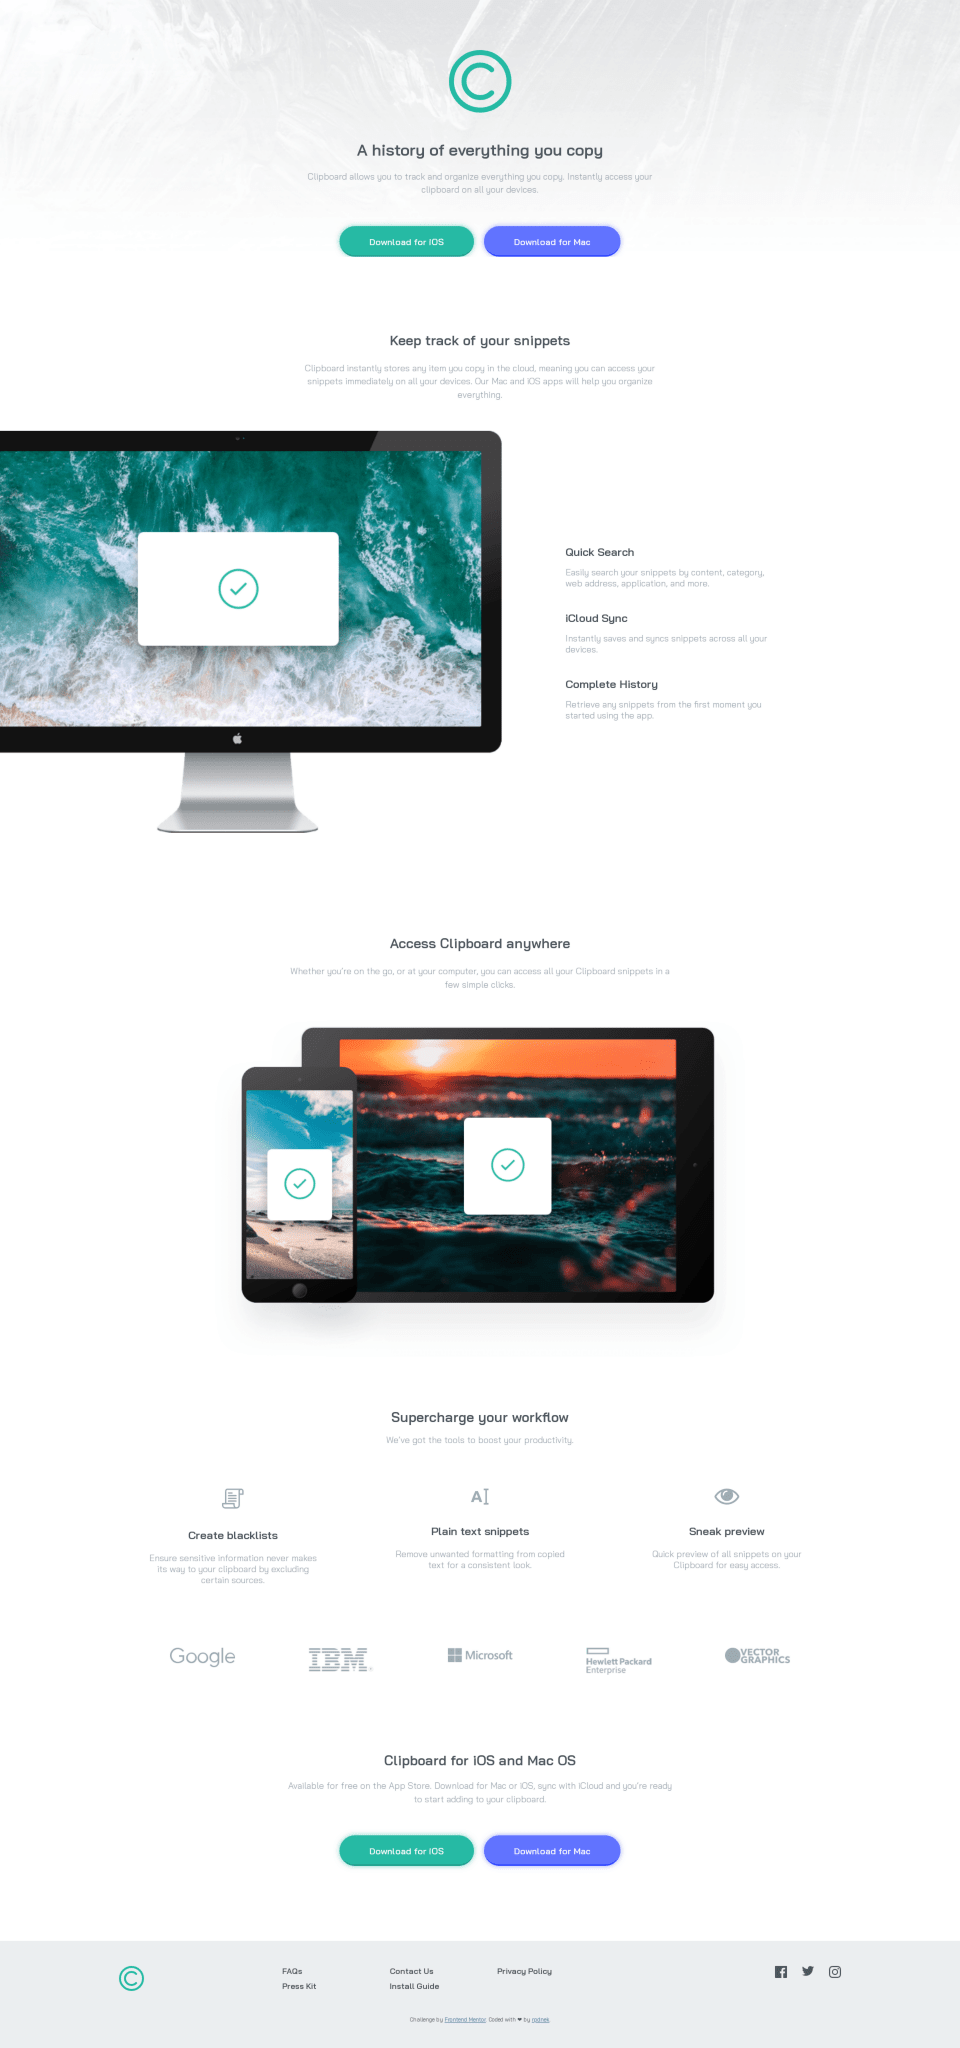 A history of everything you copy
Clipboard allows you to track and organize everything you copy. Instantly access your
clipboard on all your devices.
Download for iOS
Download for Mac
Keep track of your snippets
Clipboard instantly stores any item you copy in the cloud, meaning you can access your
snippets immediately on all your devices. Our Mac and iOS apps will help you organize
everything.
Quick Search
Easily search your snippets by content, category,
web address, application, and more.
iCloud Sync
Instantly saves and syncs snippets across all your
devices.
Complete History
Retrieve any snippets from the first moment you
started using the app.
Access Clipboard anywhere
Whether you're on the go, or at your computer, you can access all your Clipboard snippets in a
few simple clicks.
Supercharge your workflow
We've got the tools to boost your productivity.
Create blacklists
Ensure sensitive information never makes
its way to your clipboard by excluding
certain sources.
Plain text snippets
Remove unwanted formatting from copied
text for a consistent look.
Sneak preview
Quick preview of all snippets on your
Clipboard for easy access.
Google
IBM
Microsoft
Hewlett Packard
Enterprise
VECTOR
GRAPHICS
Clipboard for iOS and Mac OS
Available for free on the App Store. Download for Mac or iOS, sync with iCloud and you're ready
to start adding to your clipboard.
Download for iOS
Download for Mac
FAQs
Press Kit
Contact Us
Install Guide
Privacy Policy
Challenge by Frontend Mentor. Coded with ❤ by